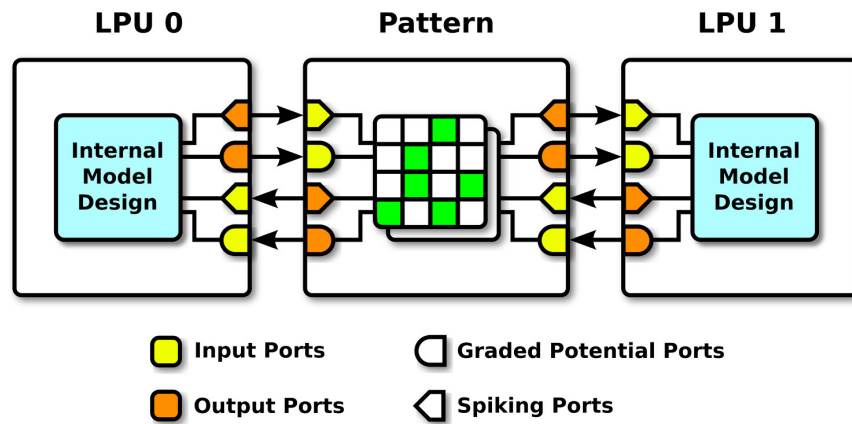 LPU 0
Pattern
LPU 1
Internal
Model
Design
Internal
Model
Design
Input Ports
Graded Potential Ports
Output Ports
Spiking Ports